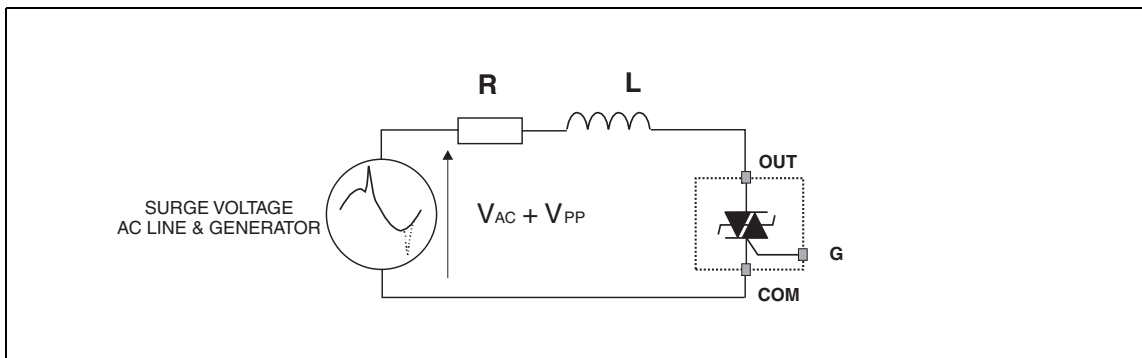 R
L
OUT
SURGE VOLTAGE
AC LINE & GENERATOR
VAC + VPP
G
COM